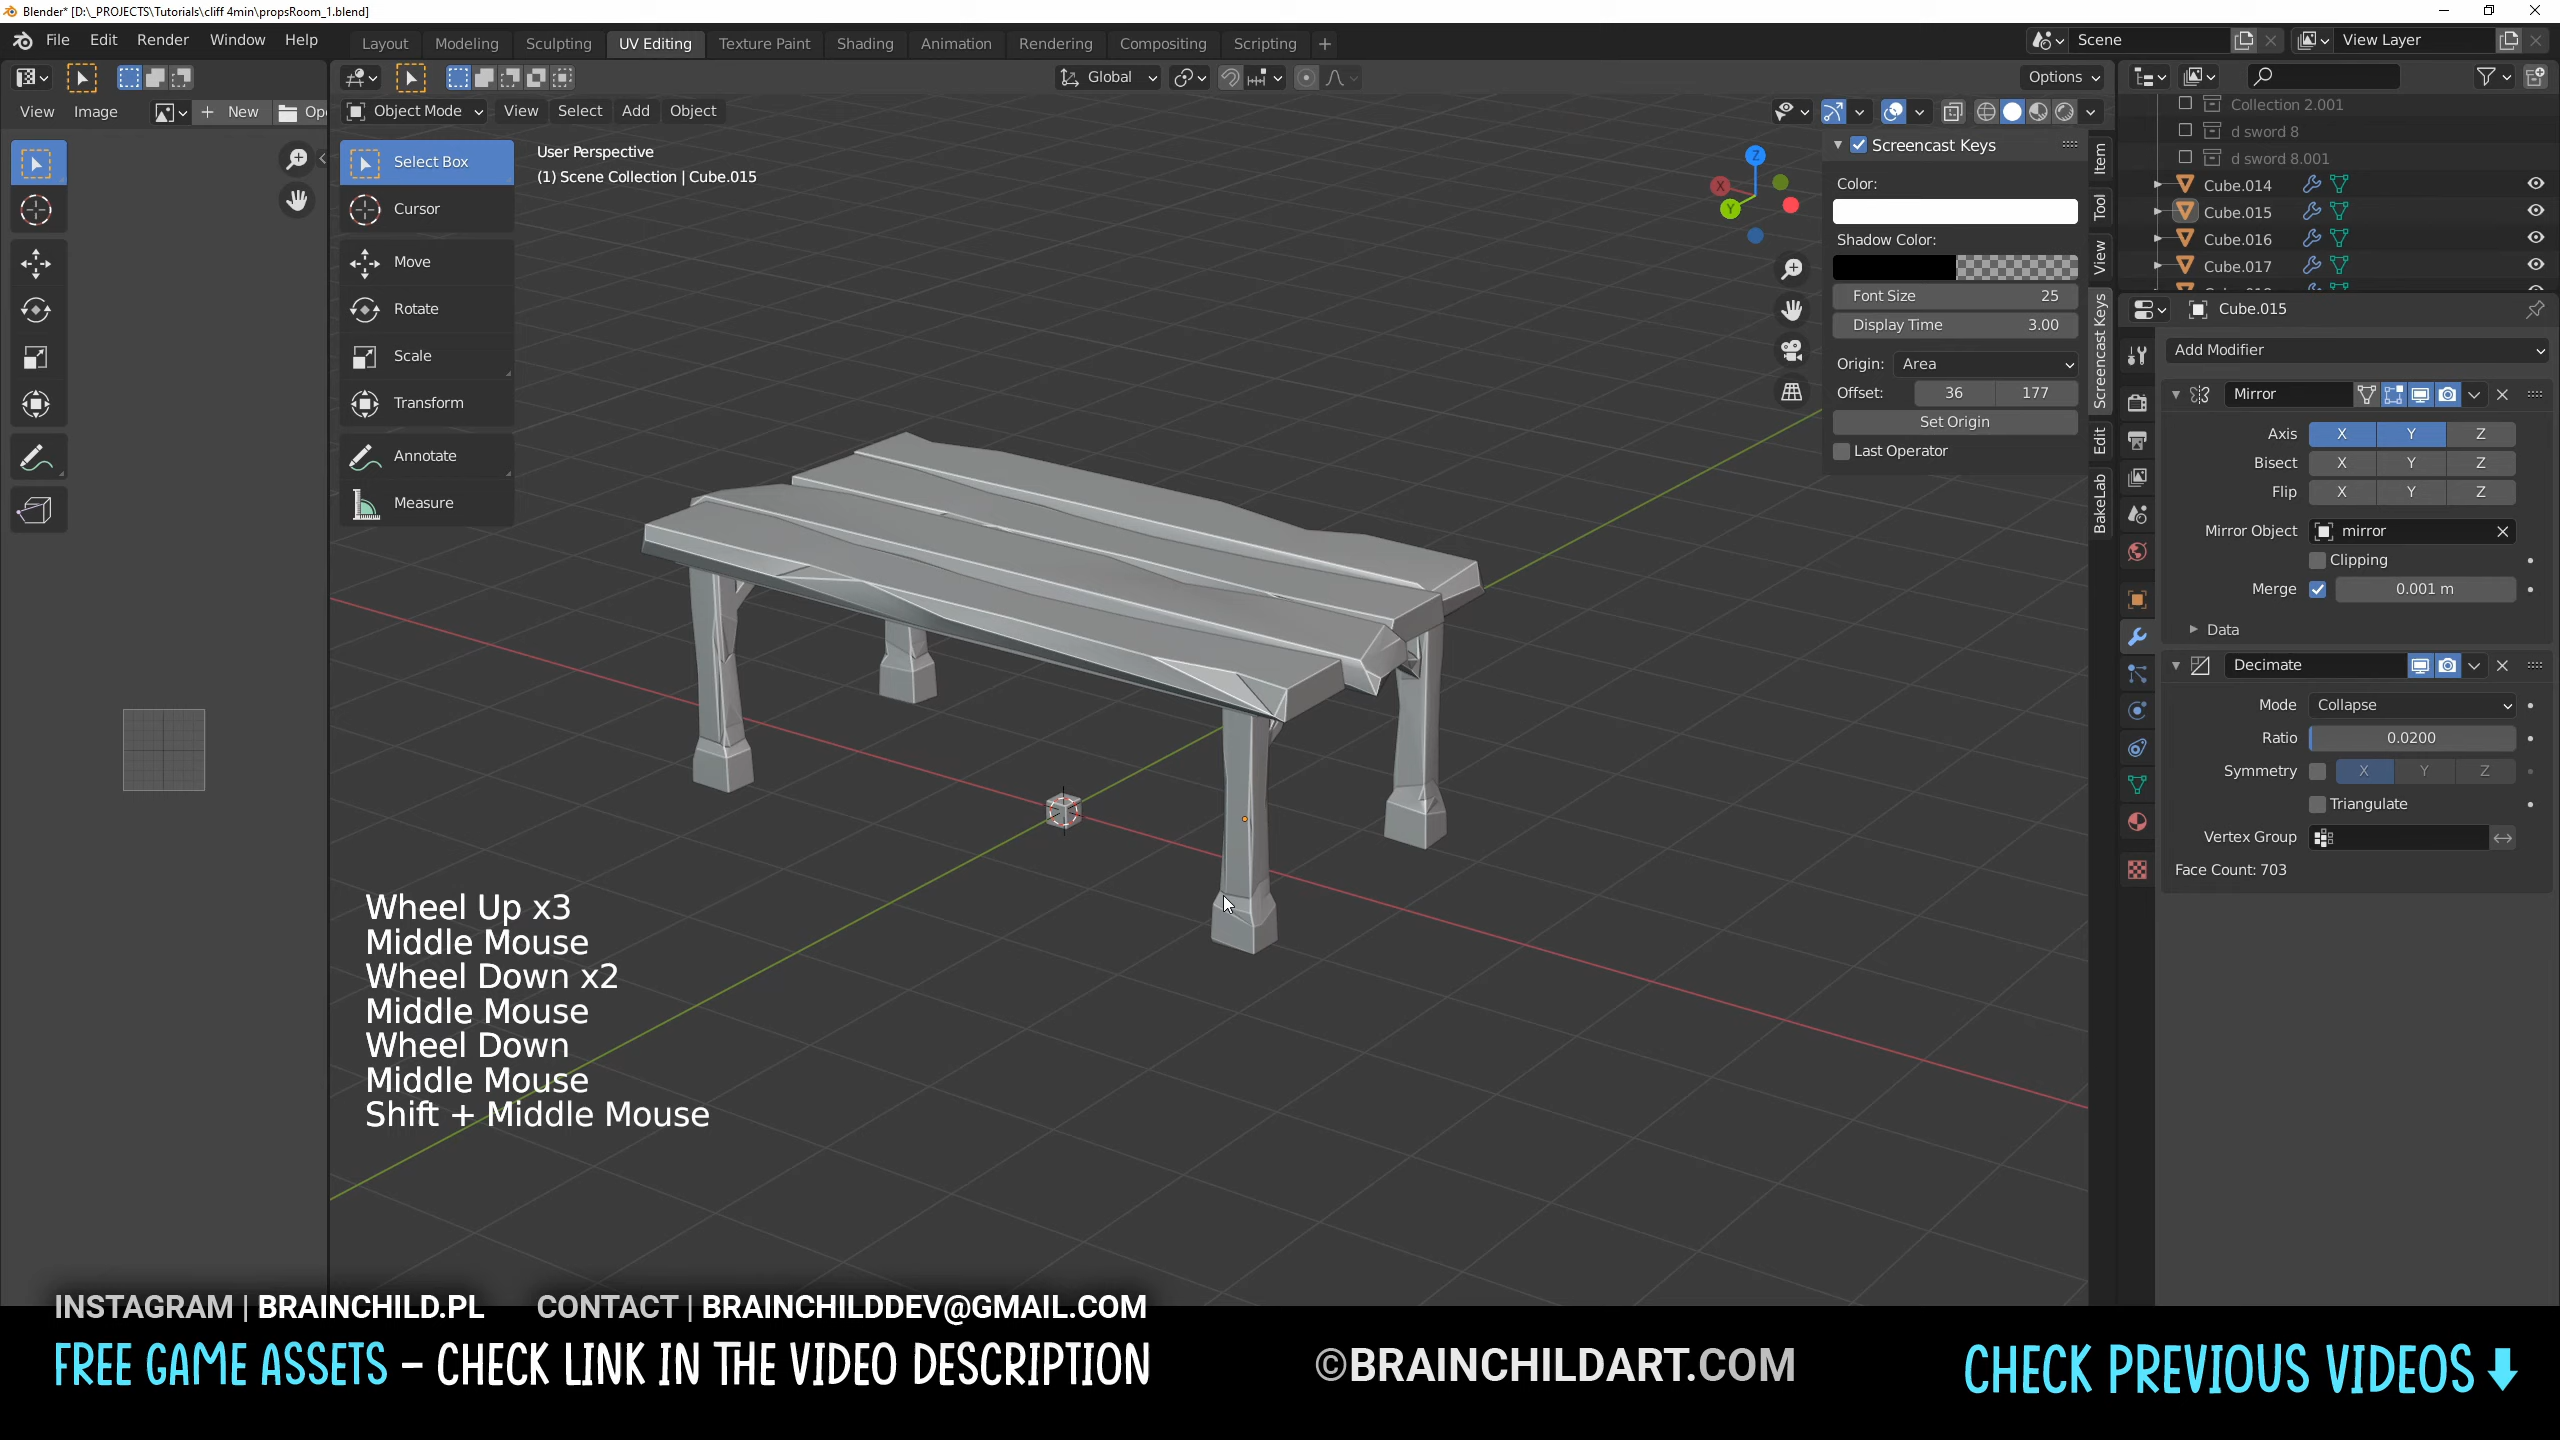 Blender* [D:\_PROJECTS\Tutorials\cliff 4min\propsRoom_1.blend]
File Edit Render Window Help Layout Modeling Sculpting UV Editing Texture Paint Shading Animation Rendering Compositing Scripting + Scene View Layer
Global Options
View Image + New Op Object Mode View Select Add Object
Select Box
Cursor
Move
Rotate
Scale
Transform
Annotate
Measure
User Perspective
(1) Scene Collection | Cube.015
X
Y
Z
Screencast Keys
Color:
Shadow Color:
Font Size 25
Display Time 3.00
Origin: Area
Offset: 36 177
Set Origin
Last Operator
Item
Tool
View
Screencast Keys
Edit
BakeLab
Collection 2.001
d sword 8
d sword 8.001
Cube.014
Cube.015
Cube.016
Cube.017
Cube.015
Add Modifier
Mirror
Axis X Y Z
Bisect X Y Z
Flip X Y Z
Mirror Object mirror
Clipping
Merge 0.001 m
Data
Decimate
Mode Collapse
Ratio 0.0200
Symmetry X Y Z
Triangulate
Vertex Group
Face Count: 703
Wheel Up x3
Middle Mouse
Wheel Down x2
Middle Mouse
Wheel Down
Middle Mouse
Shift + Middle Mouse
INSTAGRAM | BRAINCHILD.PL CONTACT | BRAINCHILDDEV@GMAIL.COM
FREE GAME ASSETS – CHECK LINK IN THE VIDEO DESCRIPTION
©BRAINCHILDART.COM
CHECK PREVIOUS VIDEOS